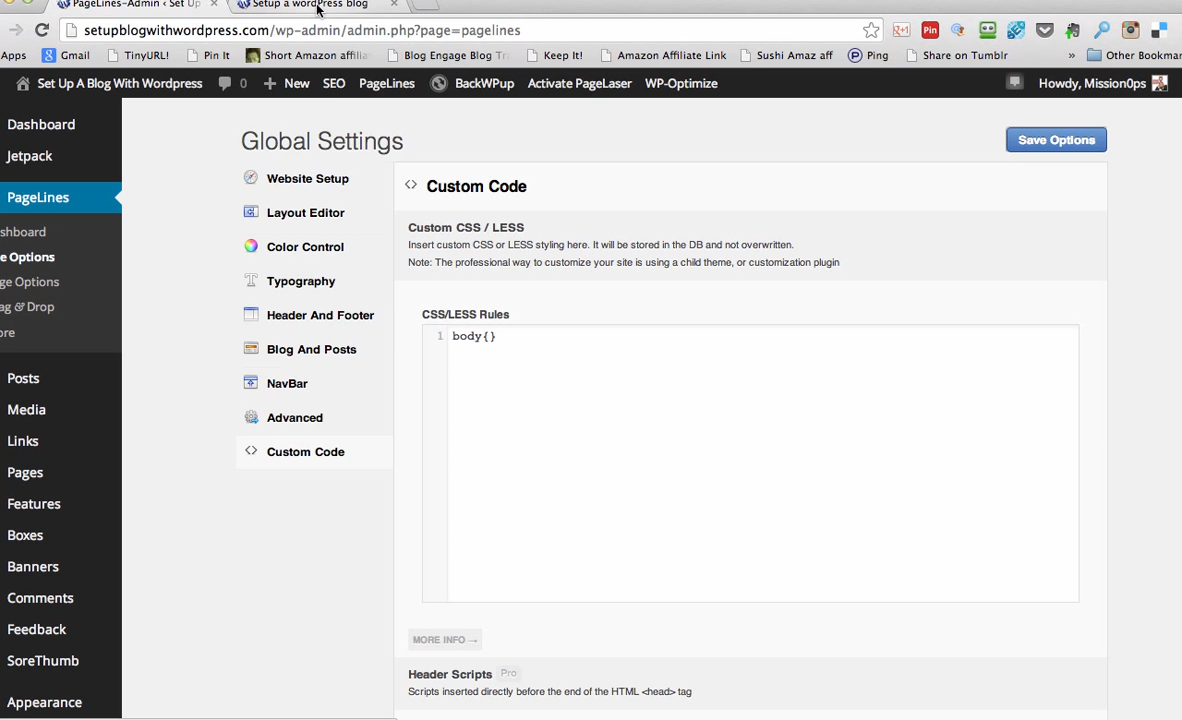 PageLines-Admin ‹ Set Up
Setup a wordPress blog
setupblogwithwordpress.com/wp-admin/admin.php?page=pagelines
Apps Gmail TinyURL! Pin It Short Amazon affilia Blog Engage Blog Tra Keep It! Amazon Affiliate Link Sushi Amaz aff Ping Share on Tumblr » Other Bookmar
Set Up A Blog With Wordpress 0 + New SEO PageLines BackWPup Activate PageLaser WP-Optimize Howdy, Mission0ps
Dashboard
Jetpack
PageLines
shboard
e Options
ge Options
ag & Drop
ore
Posts
Media
Links
Pages
Features
Boxes
Banners
Comments
Feedback
SoreThumb
Appearance
Global Settings
Save Options
Website Setup
Layout Editor
Color Control
Typography
Header And Footer
Blog And Posts
NavBar
Advanced
<> Custom Code
<> Custom Code
Custom CSS / LESS
Insert custom CSS or LESS styling here. It will be stored in the DB and not overwritten.
Note: The professional way to customize your site is using a child theme, or customization plugin
CSS/LESS Rules
1 body{}
MORE INFO →
Header Scripts Pro
Scripts inserted directly before the end of the HTML <head> tag